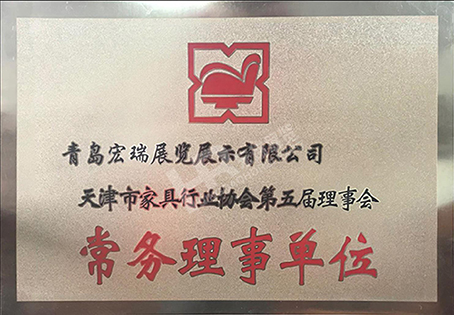 青岛宏瑞展览展示有限公司
天津市家具行业协会第五届理事会
常务理事单位